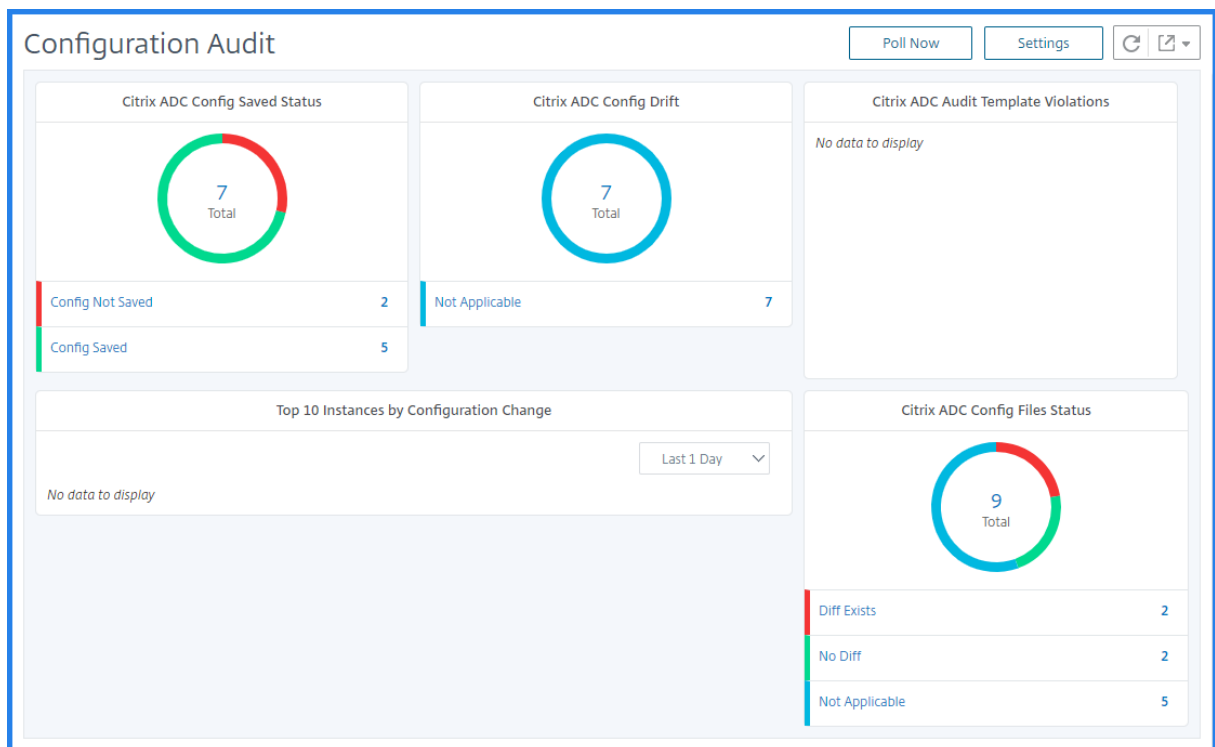 Configuration Audit
Poll Now
Settings
Citrix ADC Config Saved Status
7
Total
Config Not Saved 2
Config Saved 5
Citrix ADC Config Drift
7
Total
Not Applicable 7
Citrix ADC Audit Template Violations
No data to display
Top 10 Instances by Configuration Change
Last 1 Day
No data to display
Citrix ADC Config Files Status
9
Total
Diff Exists 2
No Diff 2
Not Applicable 5